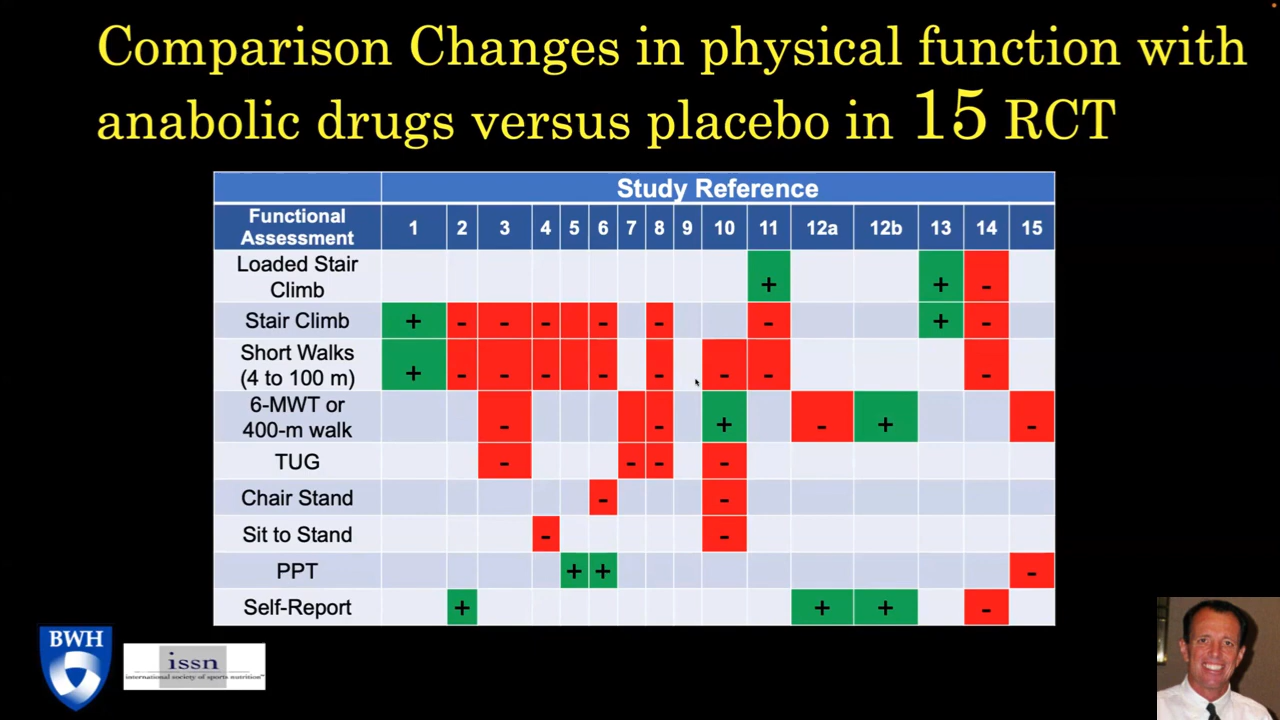 Comparison Changes in physical function with
anabolic drugs versus placebo in 15 RCT
Study Reference
Functional
Assessment 1 2 3 4 5 6 7 8 9 10 11 12a 12b 13 14 15
Loaded Stair
Climb + + -
Stair Climb + - - - - - - + -
Short Walks
(4 to 100 m) + - - - - - - - -
6-MWT or
400-m walk - - + - + -
TUG - - - -
Chair Stand - -
Sit to Stand - -
PPT + + -
Self-Report + + + -
BWH
issn
international society of sports nutrition™